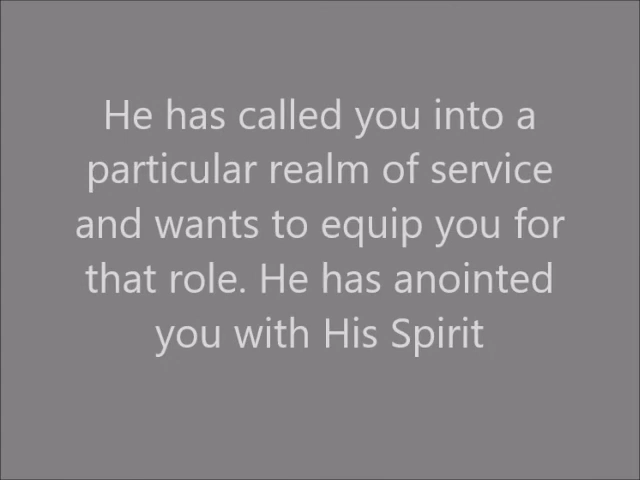 He has called you into a
particular realm of service
and wants to equip you for
that role. He has anointed
you with His Spirit